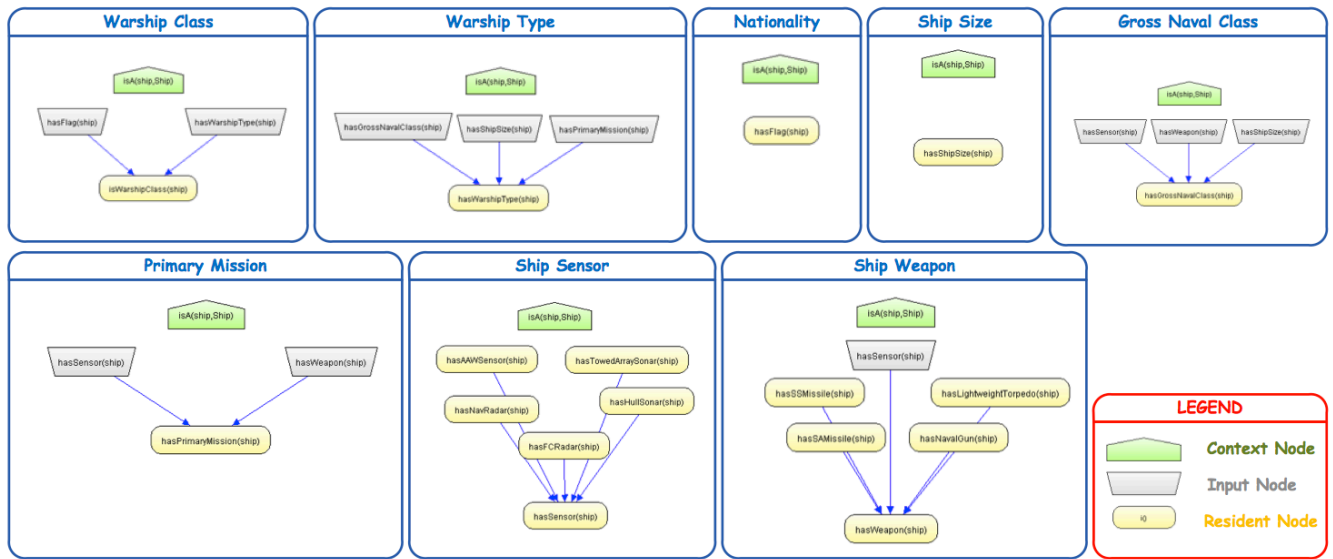 Warship Class
isA(ship,Ship)
hasFlag(ship)
hasWarshipType(ship)
isWarshipClass(ship)
Warship Type
isA(ship,Ship)
hasGrossNavalClass(ship)
hasShipSize(ship)
hasPrimaryMission(ship)
hasWarshipType(ship)
Nationality
isA(ship,Ship)
hasFlag(ship)
Ship Size
isA(ship,Ship)
hasShipSize(ship)
Gross Naval Class
isA(ship,Ship)
hasSensor(ship)
hasWeapon(ship)
hasShipSize(ship)
hasGrossNavalClass(ship)
Primary Mission
isA(ship,Ship)
hasSensor(ship)
hasWeapon(ship)
hasPrimaryMission(ship)
Ship Sensor
isA(ship,Ship)
hasAAWSensor(ship)
hasTowedArraySonar(ship)
hasNavRadar(ship)
hasHullSonar(ship)
hasFCRadar(ship)
hasSensor(ship)
Ship Weapon
isA(ship,Ship)
hasSensor(ship)
hasSSMissile(ship)
hasLightweightTorpedo(ship)
hasSAMissile(ship)
hasNavalGun(ship)
hasWeapon(ship)
LEGEND
Context Node
Input Node
Resident Node